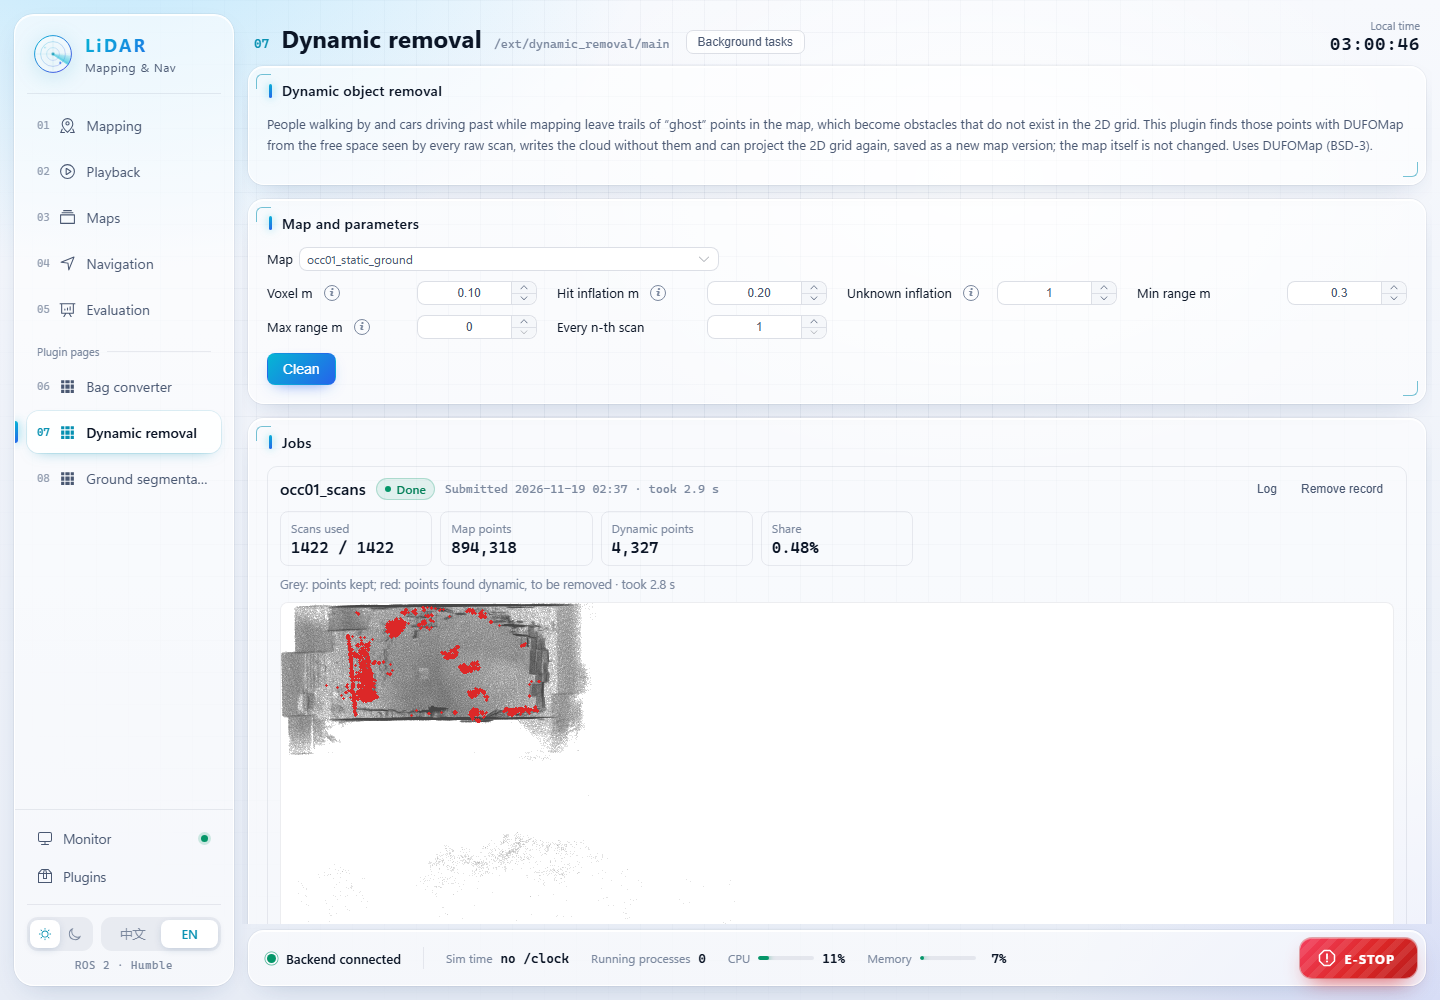 LiDAR
Mapping & Nav
01 Mapping
02 Playback
03 Maps
04 Navigation
05 Evaluation
Plugin pages
06 Bag converter
07 Dynamic removal
08 Ground segmenta...
Monitor
Plugins
中文 EN
ROS 2 · Humble
07 Dynamic removal /ext/dynamic_removal/main Background tasks
Local time
03:00:46
Dynamic object removal
People walking by and cars driving past while mapping leave trails of “ghost” points in the map, which become obstacles that do not exist in the 2D grid. This plugin finds those points with DUFOMap
from the free space seen by every raw scan, writes the cloud without them and can project the 2D grid again, saved as a new map version; the map itself is not changed. Uses DUFOMap (BSD-3).
Map and parameters
Map occ01_static_ground
Voxel m i 0.10 Hit inflation m i 0.20 Unknown inflation i 1 Min range m 0.3
Max range m i 0 Every n-th scan 1
Clean
Jobs
occ01_scans Done Submitted 2026-11-19 02:37 · took 2.9 s Log Remove record
Scans used Map points Dynamic points Share
1422 / 1422 894,318 4,327 0.48%
Grey: points kept; red: points found dynamic, to be removed · took 2.8 s
Backend connected Sim time no /clock Running processes 0 CPU 11% Memory 7% E-STOP